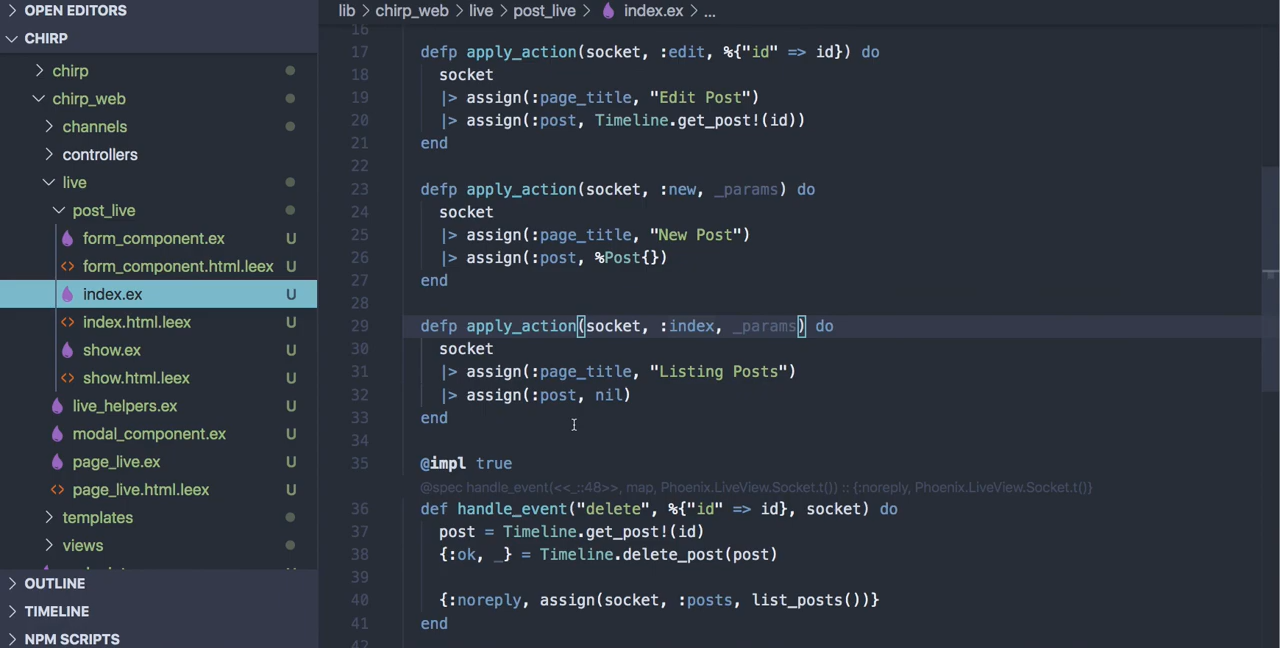 OPEN EDITORS
CHIRP
chirp
chirp_web
channels
controllers
live
post_live
form_component.ex U
form_component.html.leex U
index.ex U
index.html.leex U
show.ex U
show.html.leex U
live_helpers.ex U
modal_component.ex U
page_live.ex U
page_live.html.leex U
templates
views
OUTLINE
TIMELINE
NPM SCRIPTS
lib > chirp_web > live > post_live > index.ex > ...
16
17 defp apply_action(socket, :edit, %{"id" => id}) do
18 socket
19 |> assign(:page_title, "Edit Post")
20 |> assign(:post, Timeline.get_post!(id))
21 end
22
23 defp apply_action(socket, :new, _params) do
24 socket
25 |> assign(:page_title, "New Post")
26 |> assign(:post, %Post{})
27 end
28
29 defp apply_action(socket, :index, _params) do
30 socket
31 |> assign(:page_title, "Listing Posts")
32 |> assign(:post, nil)
33 end
34
35 @impl true
@spec handle_event(<<_::48>>, map, Phoenix.LiveView.Socket.t()) :: {:noreply, Phoenix.LiveView.Socket.t()}
36 def handle_event("delete", %{"id" => id}, socket) do
37 post = Timeline.get_post!(id)
38 {:ok, _} = Timeline.delete_post(post)
39
40 {:noreply, assign(socket, :posts, list_posts())}
41 end
42